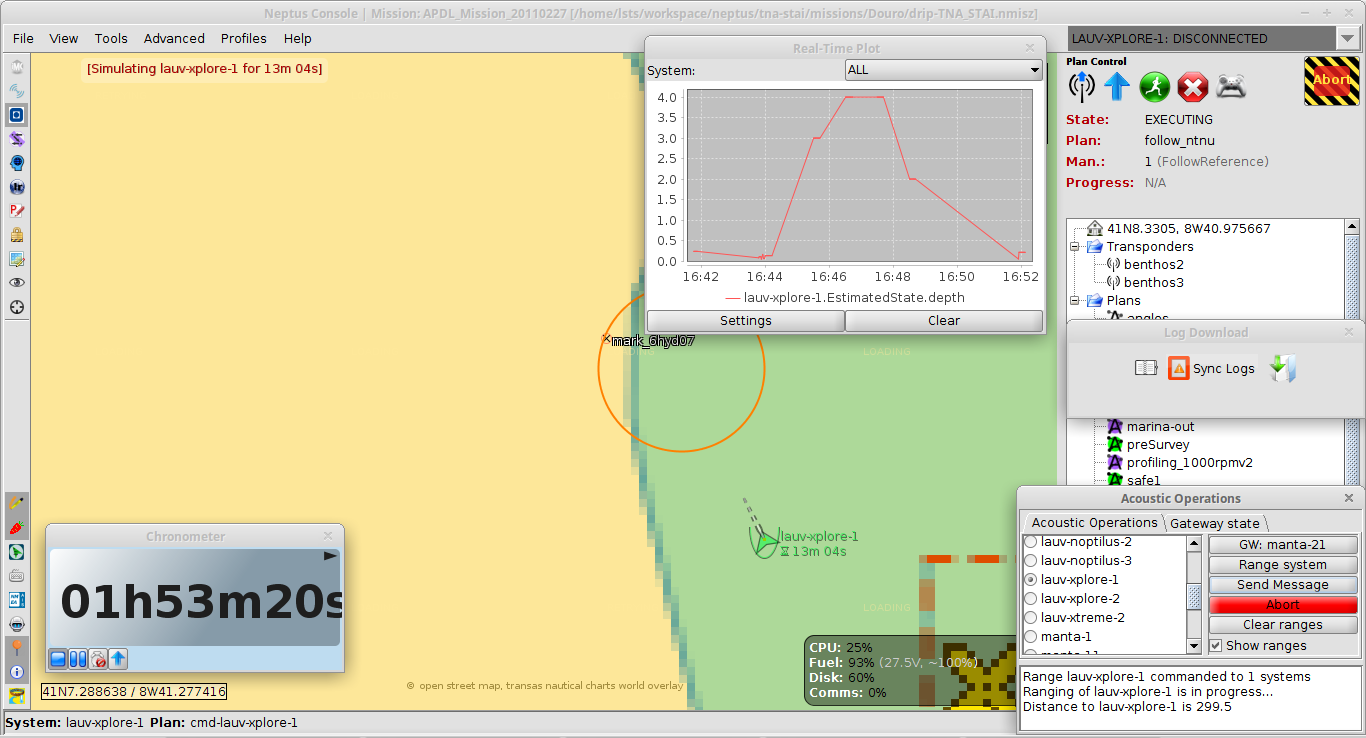 Neptus Console | Mission: APDL_Mission_20110227 [/home/lsts/workspace/neptus/tna-stai/missions/Douro/drip-TNA_STAI.nmisz]
File View Tools Advanced Profiles Help
LAUV-XPLORE-1: DISCONNECTED
[Simulating lauv-xplore-1 for 13m 04s]
Real-Time Plot
System: ALL
4.0
3.5
3.0
2.5
2.0
1.5
1.0
0.5
0.0
16:42 16:44 16:46 16:48 16:50 16:52
lauv-xplore-1.EstimatedState.depth
Settings Clear
Plan Control
Abort
State: EXECUTING
Plan: follow_ntnu
Man.: 1 (FollowReference)
Progress: N/A
41N8.3305, 8W40.975667
Transponders
benthos2
benthos3
Plans
angles
Log Download
Sync Logs
marina-out
preSurvey
profiling_1000rpmv2
safe1
mark_6hyd07
LOADING
lauv-xplore-1
13m 04s
LOADING
Chronometer
01h53m20s
41N7.288638 / 8W41.277416
© open street map, transas nautical charts world overlay
CPU: 25%
Fuel: 93% (27.5V, ~100%)
Disk: 60%
Comms: 0%
Acoustic Operations
Acoustic Operations Gateway state
lauv-noptilus-2
lauv-noptilus-3
lauv-xplore-1
lauv-xplore-2
lauv-xtreme-2
manta-1
manta-11
GW: manta-21
Range system
Send Message
Abort
Clear ranges
Show ranges
Range lauv-xplore-1 commanded to 1 systems
Ranging of lauv-xplore-1 is in progress...
Distance to lauv-xplore-1 is 299.5
System: lauv-xplore-1 Plan: cmd-lauv-xplore-1